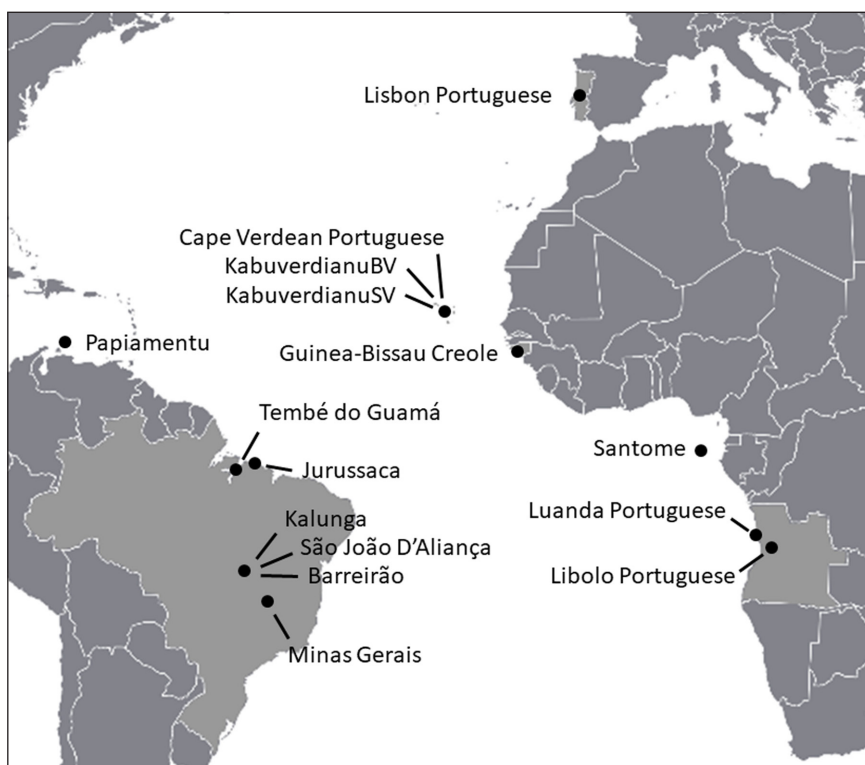 Lisbon Portuguese
Cape Verdean Portuguese
KabuverdianuBV
KabuverdianuSV
Papiamentu
Guinea-Bissau Creole
Tembé do Guamá
Santome
Jurussaca
Luanda Portuguese
Kalunga
São João D’Aliança
Barreirão
Libolo Portuguese
Minas Gerais